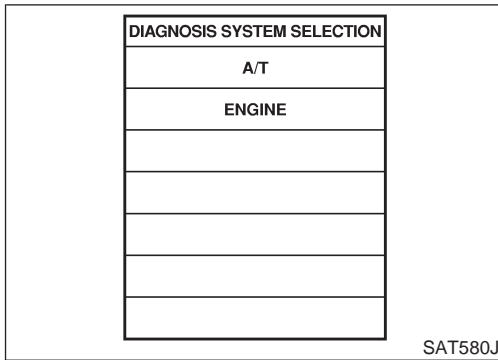 DIAGNOSIS SYSTEM SELECTION
A/T
ENGINE
SAT580J